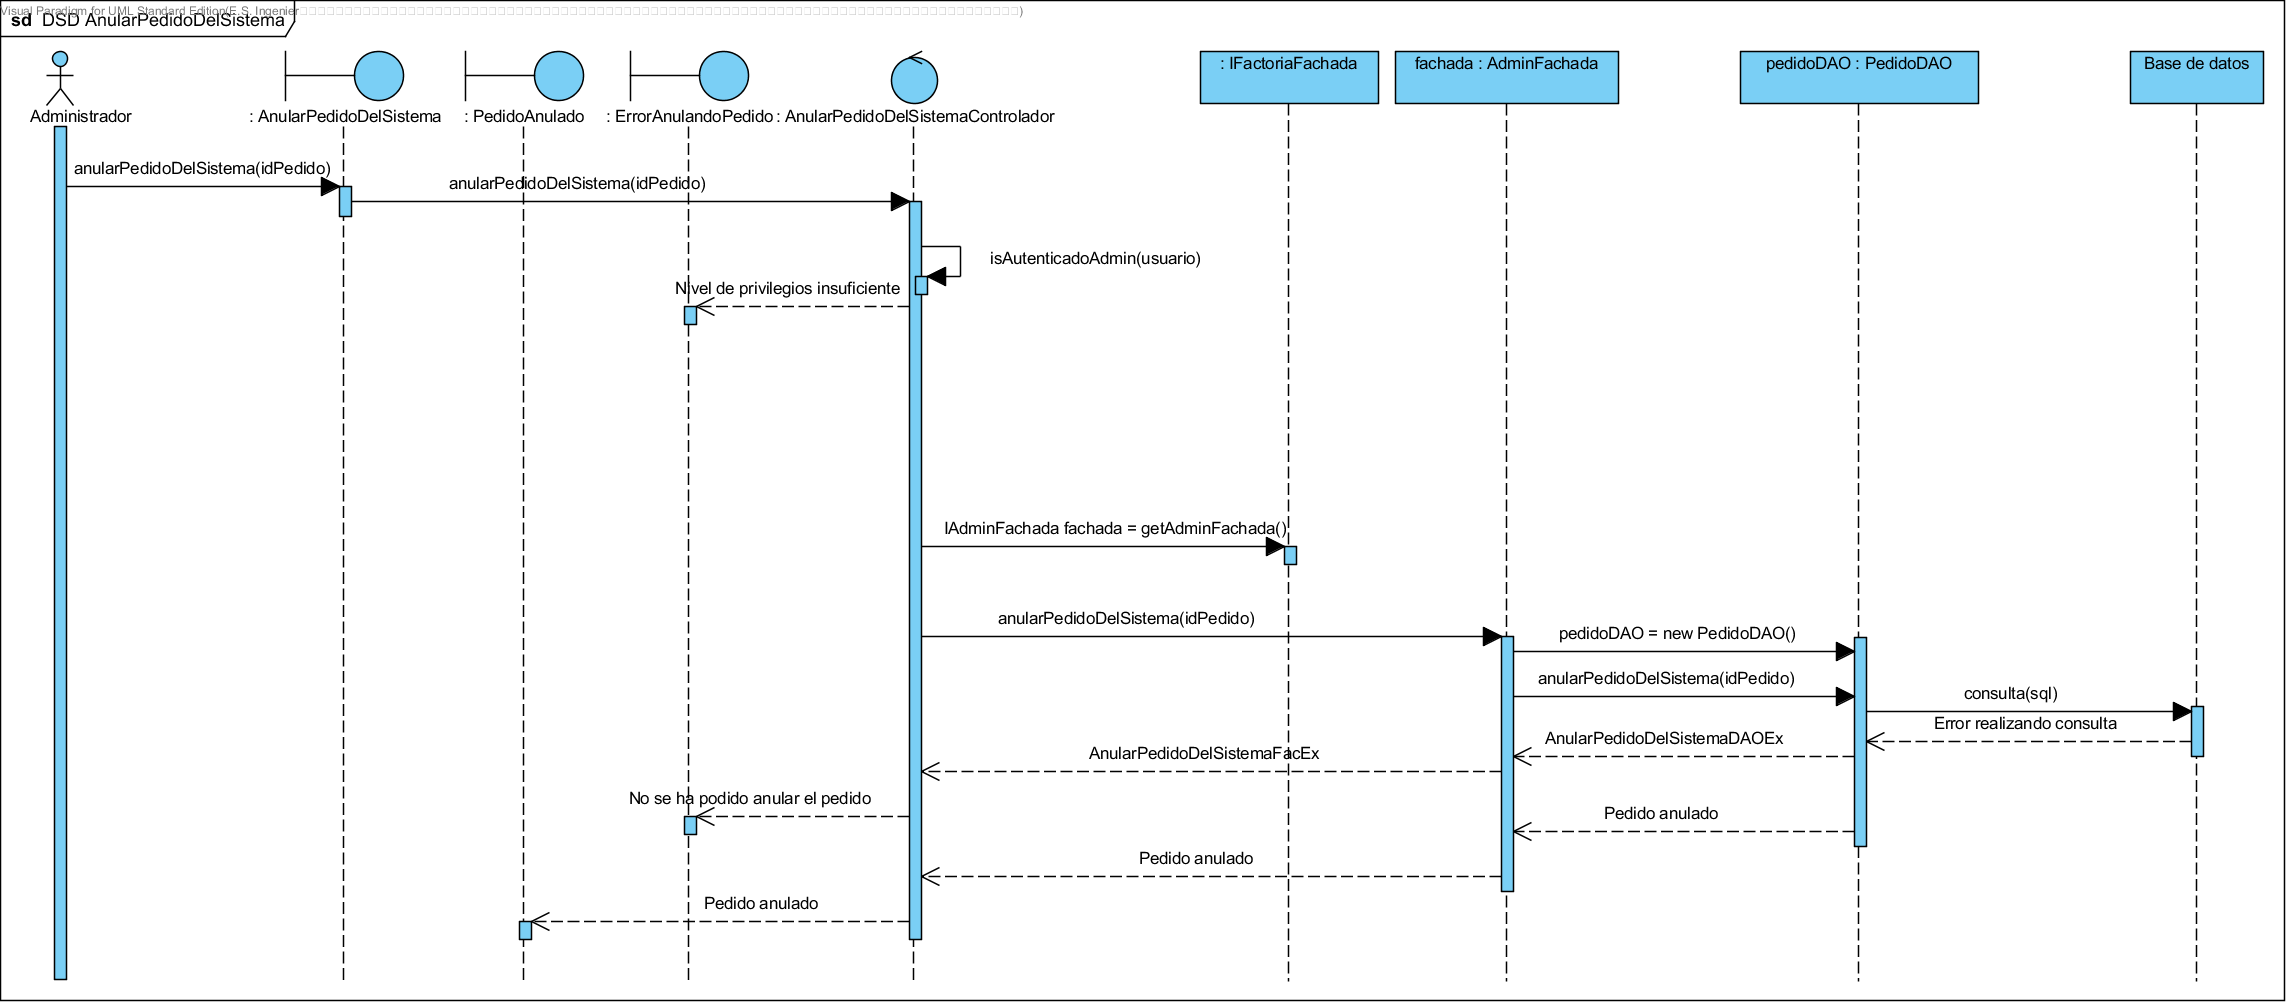 Visual Paradigm for UML Standard Edition(E.S. Ingenier
sd DSD AnularPedidoDelSistema
: IFactoriaFachada
fachada : AdminFachada
pedidoDAO : PedidoDAO
Base de datos
Administrador
: AnularPedidoDelSistema
: PedidoAnulado
: ErrorAnulandoPedido
: AnularPedidoDelSistemaControlador
anularPedidoDelSistema(idPedido)
anularPedidoDelSistema(idPedido)
isAutenticadoAdmin(usuario)
Nivel de privilegios insuficiente
IAdminFachada fachada = getAdminFachada()
anularPedidoDelSistema(idPedido)
pedidoDAO = new PedidoDAO()
anularPedidoDelSistema(idPedido)
consulta(sql)
Error realizando consulta
AnularPedidoDelSistemaDAOEx
AnularPedidoDelSistemaFacEx
No se ha podido anular el pedido
Pedido anulado
Pedido anulado
Pedido anulado